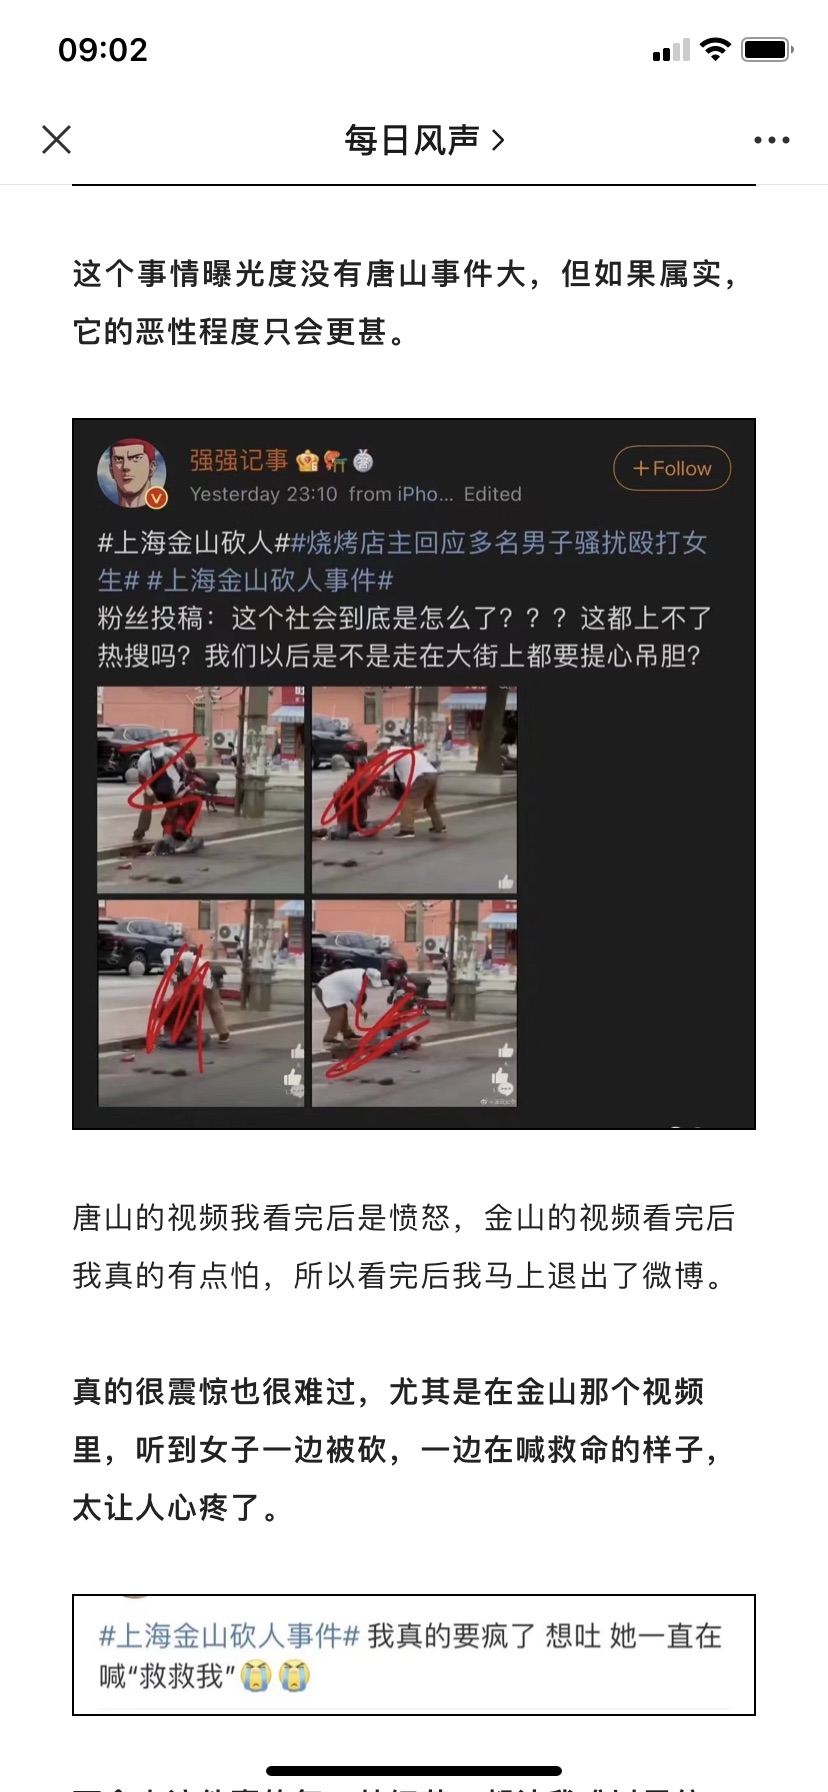 09:02
每日风声
这个事情曝光度没有唐山事件大，但如果属实，
它的恶性程度只会更甚。
强强记事
+Follow
Yesterday 23:10 from iPho... Edited
#上海金山砍人##烧烤店主回应多名男子骚扰殴打女
生# #上海金山砍人事件#
粉丝投稿：这个社会到底是怎么了？？？这都上不了
热搜吗？我们以后是不是走在大街上都要提心吊胆？
唐山的视频我看完后是愤怒，金山的视频看完后
我真的有点怕，所以看完后我马上退出了微博。
真的很震惊也很难过，尤其是在金山那个视频
里，听到女子一边被砍，一边在喊救命的样子，
太让人心疼了。
#上海金山砍人事件# 我真的要疯了 想吐 她一直在
喊“救救我”😭😭